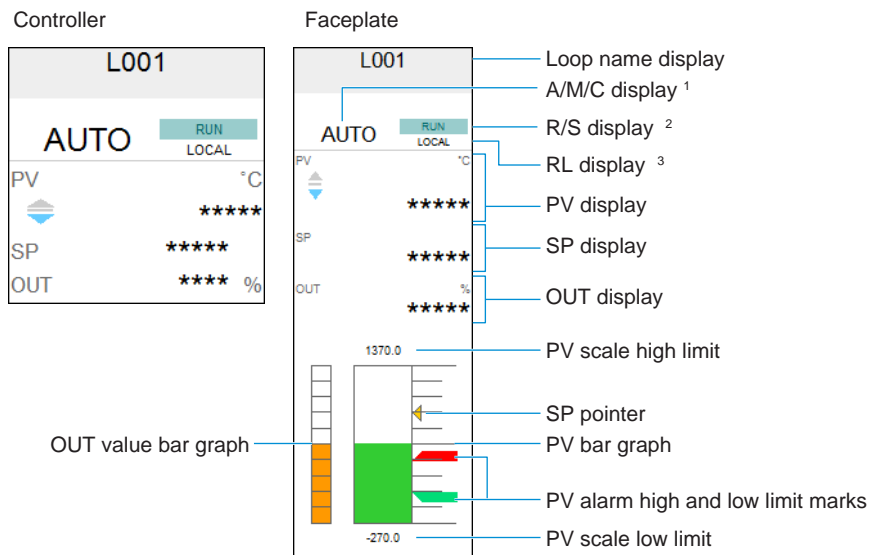 Controller
L001
AUTO
RUN
LOCAL
PV
°C
*****
SP
*****
OUT
**** %
Faceplate
L001
AUTO
RUN
LOCAL
PV
°C
*****
SP
*****
OUT
%
*****
1370.0
-270.0
Loop name display
A/M/C display 1
R/S display 2
RL display 3
PV display
SP display
OUT display
PV scale high limit
SP pointer
OUT value bar graph
PV bar graph
PV alarm high and low limit marks
PV scale low limit